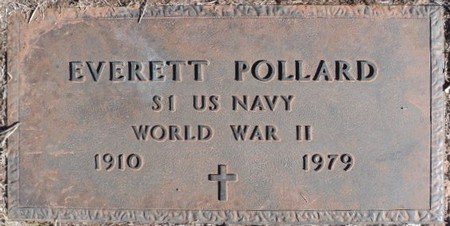 EVERETT POLLARD
S1 US NAVY
WORLD WAR II
1910 1979